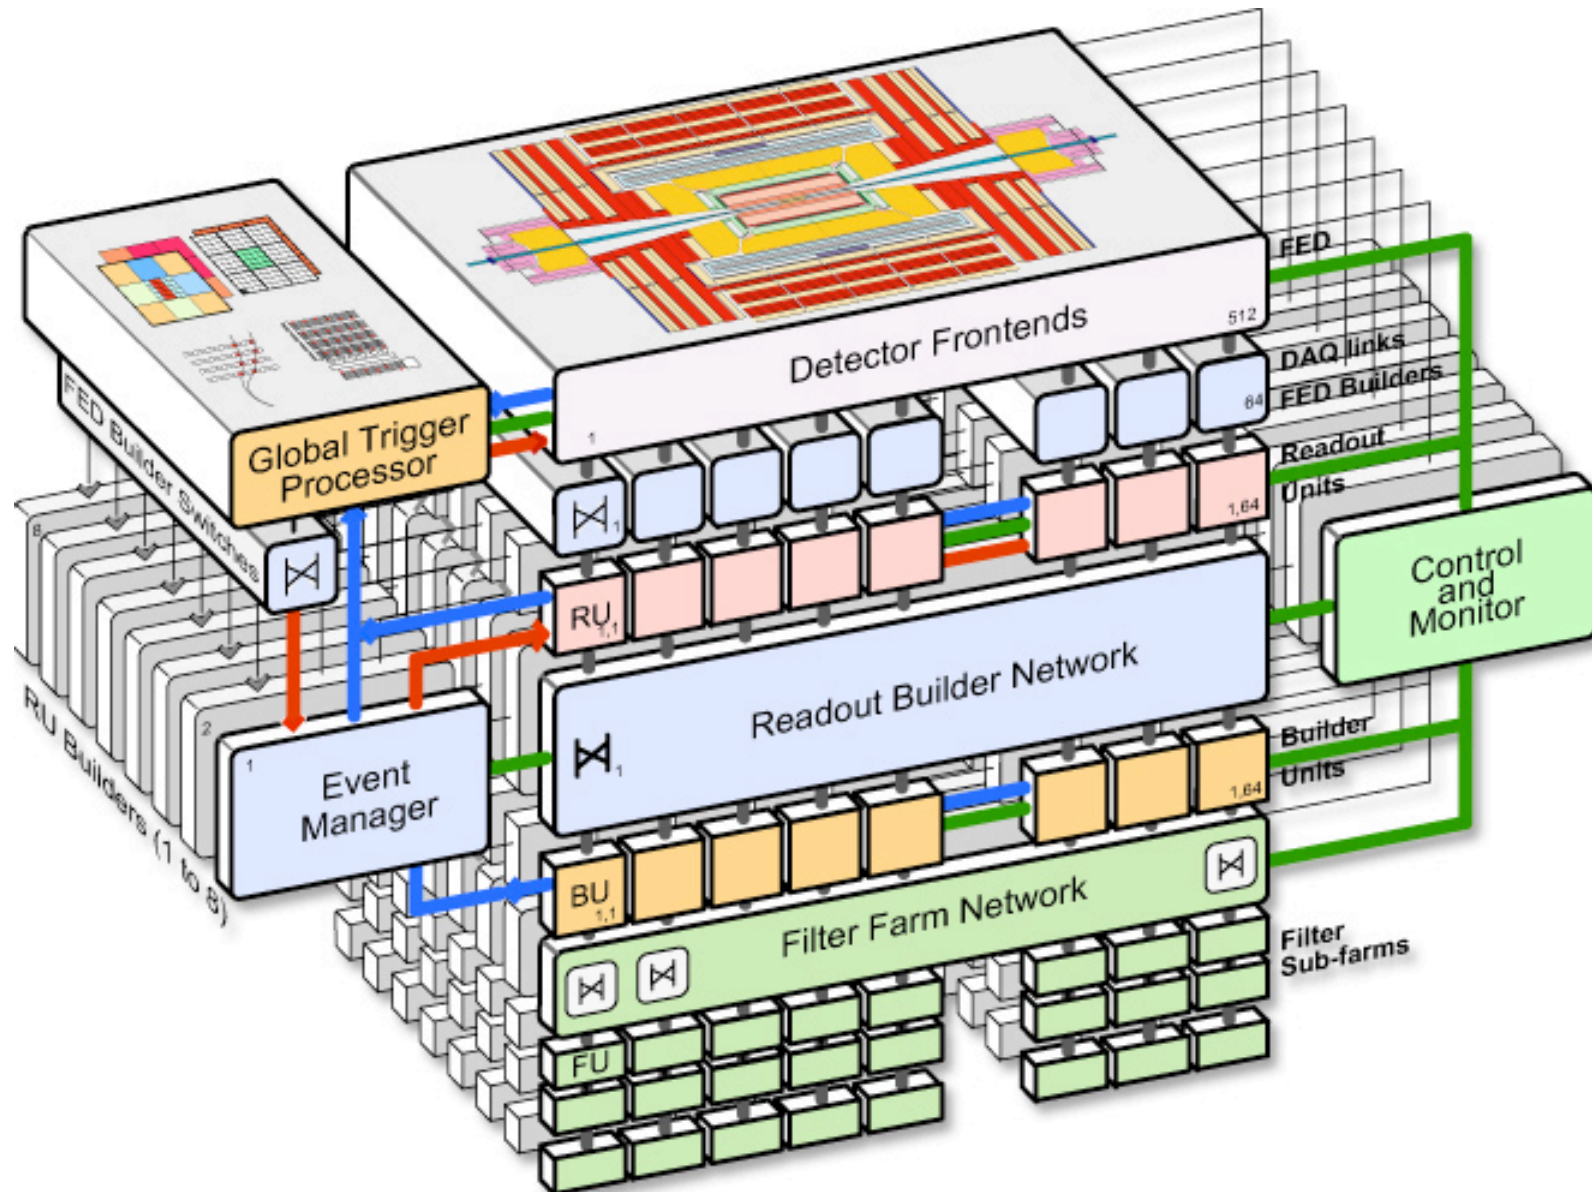 FED
512
Detector Frontends
1
DAQ links
FED Builders
64
Global Trigger
Processor
FED Builder Switches
1
Readout
Units
1,64
RU
1,1
Control
and
Monitor
8
2
RU Builders (1 to 8)
1
Event
Manager
Readout Builder Network
1
Builder
Units
1,64
BU
1,1
Filter Farm Network
Filter
Sub-farms
FU